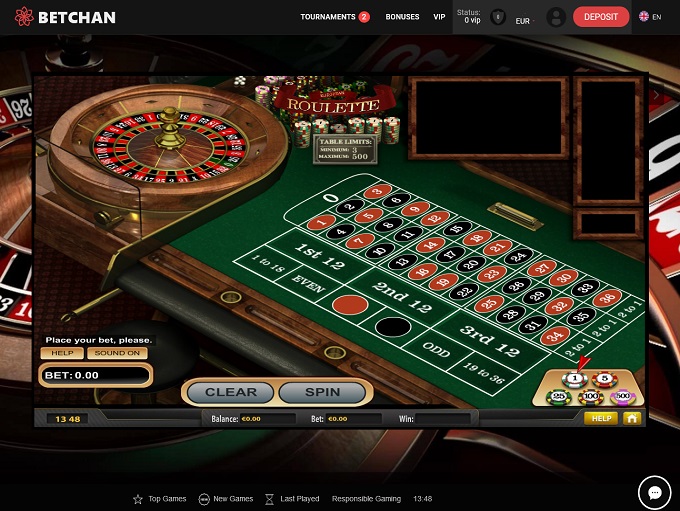 BETCHAN
TOURNAMENTS 2
BONUSES
VIP
Status:
0 vip
EUR
DEPOSIT
EN
EUROPEAN
ROULETTE
TABLE LIMITS:
MINIMUM: 3
MAXIMUM: 500
0
3 6 9 12 15 18 21 24 27 30 33 36
2 5 8 11 14 17 20 23 26 29 32 35
1 4 7 10 13 16 19 22 25 28 31 34
2 to 1 2 to 1 2 to 1
1st 12 2nd 12 3rd 12
1 to 18 EVEN ODD 19 to 36
Place your bet, please.
HELP SOUND ON
BET: 0.00
CLEAR SPIN
1 5
25 100 500
13 48
Balance: €0.00 Bet: €0.00 Win:
HELP
Top Games New Games Last Played Responsible Gaming 13:48